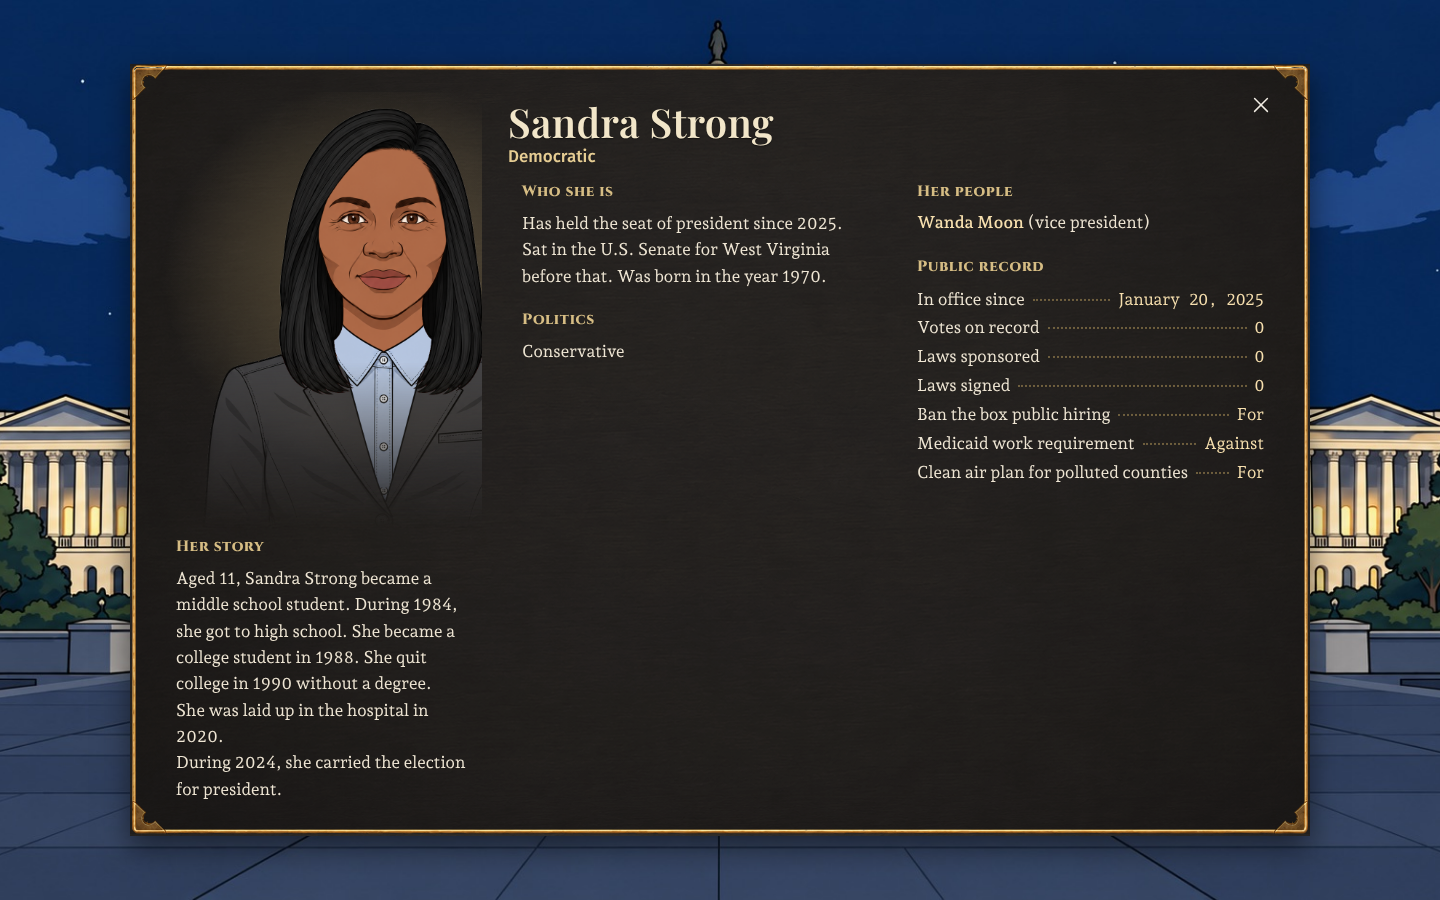 Sandra Strong
Democratic
Who she is
Has held the seat of president since 2025.
Sat in the U.S. Senate for West Virginia
before that. Was born in the year 1970.
Politics
Conservative
Her people
Wanda Moon (vice president)
Public record
In office since January 20, 2025
Votes on record 0
Laws sponsored 0
Laws signed 0
Ban the box public hiring For
Medicaid work requirement Against
Clean air plan for polluted counties For
Her story
Aged 11, Sandra Strong became a
middle school student. During 1984,
she got to high school. She became a
college student in 1988. She quit
college in 1990 without a degree.
She was laid up in the hospital in
2020.
During 2024, she carried the election
for president.